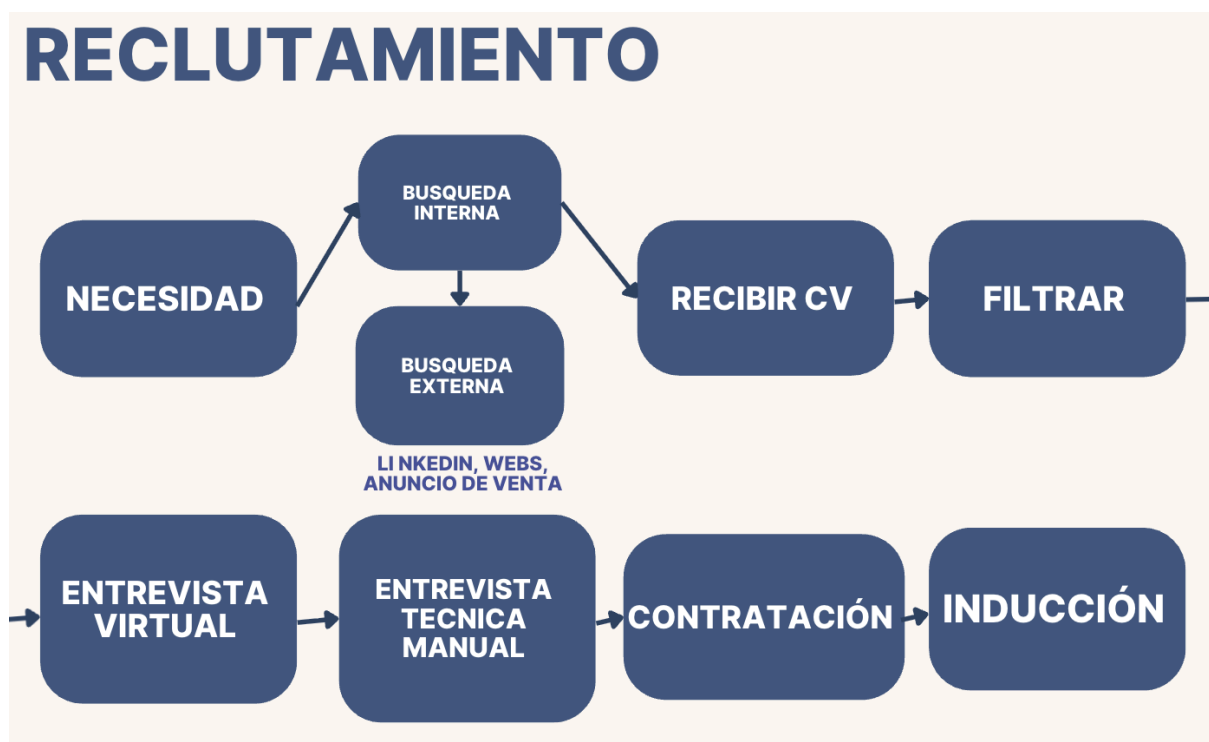 RECLUTAMIENTO
BUSQUEDA
INTERNA
NECESIDAD
RECIBIR CV
FILTRAR
BUSQUEDA
EXTERNA
LI NKEDIN, WEBS,
ANUNCIO DE VENTA
ENTREVISTA
VIRTUAL
ENTREVISTA
TECNICA
MANUAL
CONTRATACIÓN
INDUCCIÓN